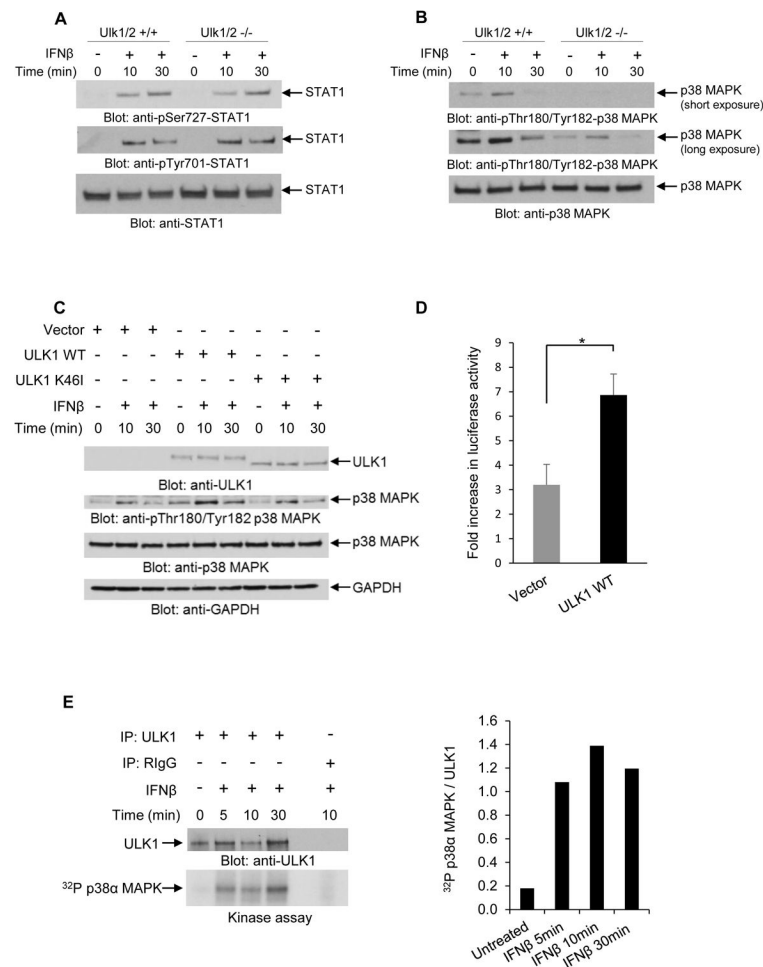 A
Ulk1/2 +/+ Ulk1/2 -/-
IFNβ - + + - + +
Time (min) 0 10 30 0 10 30
STAT1
Blot: anti-pSer727-STAT1
STAT1
Blot: anti-pTyr701-STAT1
STAT1
Blot: anti-STAT1
B
Ulk1/2 +/+ Ulk1/2 -/-
IFNβ - + + - + +
Time (min) 0 10 30 0 10 30
p38 MAPK
(short exposure)
Blot: anti-pThr180/Tyr182-p38 MAPK
p38 MAPK
(long exposure)
Blot: anti-pThr180/Tyr182-p38 MAPK
p38 MAPK
Blot: anti-p38 MAPK
C
Vector + + + - - - - - -
ULK1 WT - - - + + + - - -
ULK1 K46I - - - - - - + + +
IFNβ - + + - + + - + +
Time (min) 0 10 30 0 10 30 0 10 30
ULK1
Blot: anti-ULK1
p38 MAPK
Blot: anti-pThr180/Tyr182 p38 MAPK
p38 MAPK
Blot: anti-p38 MAPK
GAPDH
Blot: anti-GAPDH
D
Fold increase in luciferase activity
9
8
7
6
5
4
3
2
1
0
*
Vector
ULK1 WT
E
IP: ULK1 + + + + -
IP: RIgG - - - - +
IFNβ - + + + +
Time (min) 0 5 10 30 10
ULK1
Blot: anti-ULK1
32P p38α MAPK
Kinase assay
32P p38α MAPK / ULK1
1.6
1.4
1.2
1.0
0.8
0.6
0.4
0.2
0.0
Untreated
IFNβ 5min
IFNβ 10min
IFNβ 30min